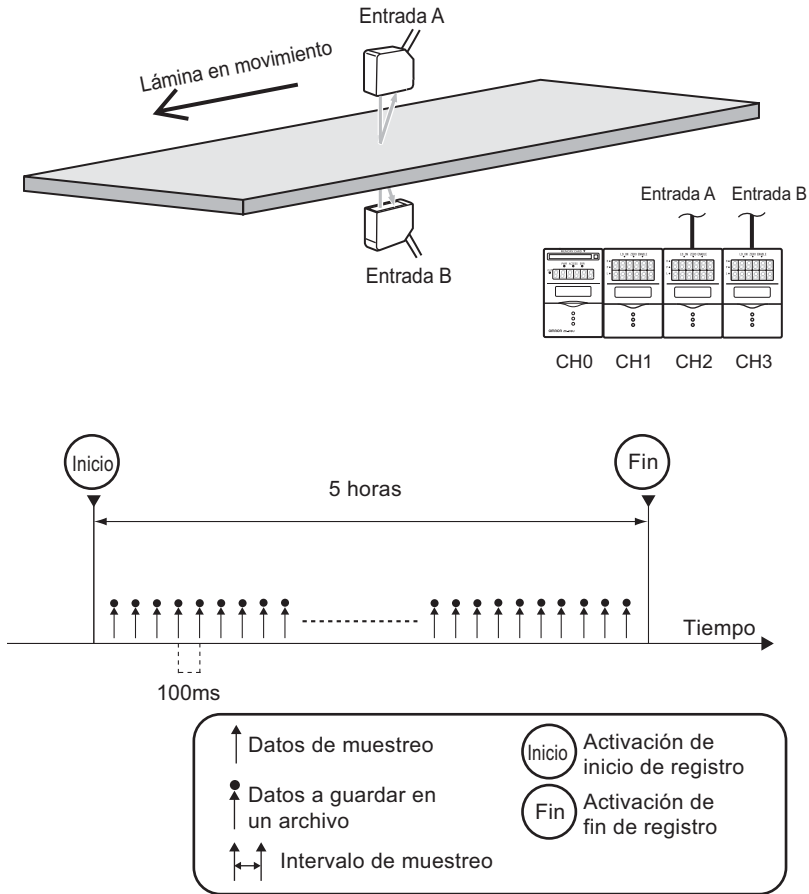 Entrada A
Lámina en movimiento
Entrada B
Entrada A Entrada B
CH0 CH1 CH2 CH3
Inicio
Fin
5 horas
Tiempo
100ms
Datos de muestreo
Datos a guardar en
un archivo
Intervalo de muestreo
Inicio
Activación de
inicio de registro
Fin
Activación de
fin de registro